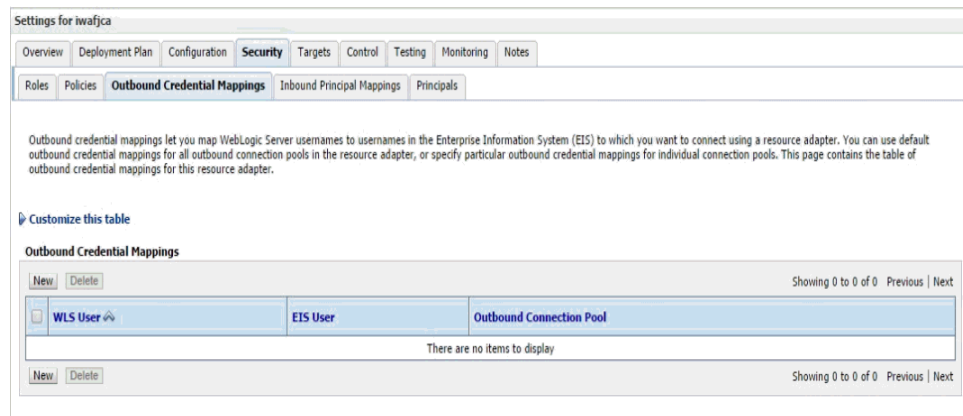 Settings for iwafjca
Overview Deployment Plan Configuration Security Targets Control Testing Monitoring Notes
Roles Policies Outbound Credential Mappings Inbound Principal Mappings Principals
Outbound credential mappings let you map WebLogic Server usernames to usernames in the Enterprise Information System (EIS) to which you want to connect using a resource adapter. You can use default
outbound credential mappings for all outbound connection pools in the resource adapter, or specify particular outbound credential mappings for individual connection pools. This page contains the table of
outbound credential mappings for this resource adapter.
Customize this table
Outbound Credential Mappings
New Delete Showing 0 to 0 of 0 Previous | Next
WLS User EIS User Outbound Connection Pool
There are no items to display
New Delete Showing 0 to 0 of 0 Previous | Next